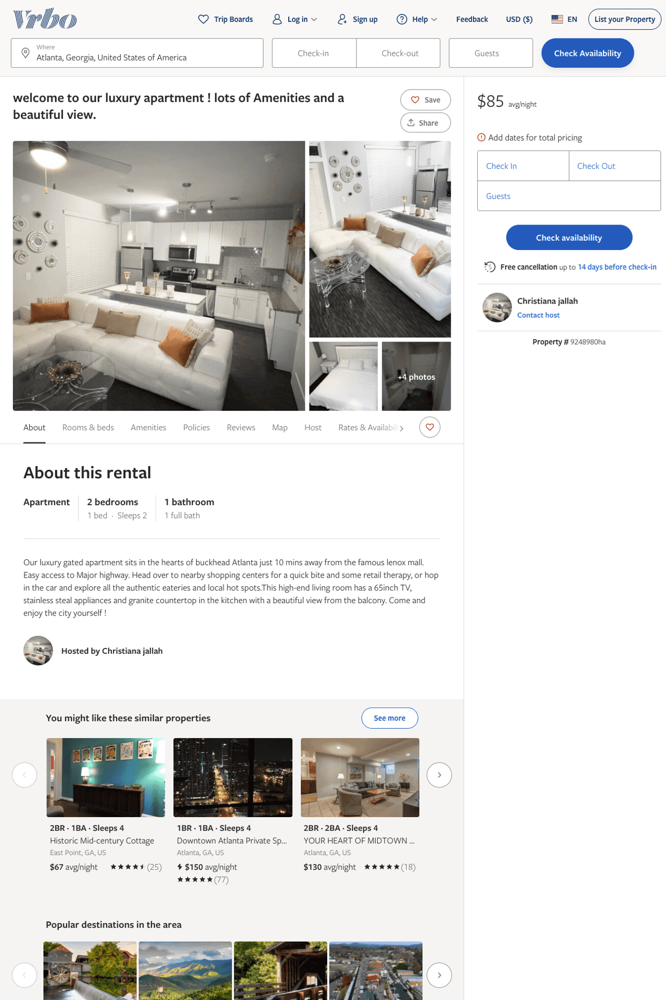 Vrbo
Trip Boards
Log in
Sign up
Help
Feedback
USD ($)
EN
List your Property
Where
Atlanta, Georgia, United States of America
Check-in
Check-out
Guests
Check Availability
welcome to our luxury apartment ! lots of Amenities and a
beautiful view.
Save
Share
+4 photos
$85 avg/night
Add dates for total pricing
Check In
Check Out
Guests
Check availability
Free cancellation up to 14 days before check-in
Christiana jallah
Contact host
Property # 9248980ha
About
Rooms & beds
Amenities
Policies
Reviews
Map
Host
Rates & Availabili
About this rental
Apartment
2 bedrooms
1 bed · Sleeps 2
1 bathroom
1 full bath
Our luxury gated apartment sits in the hearts of buckhead Atlanta just 10 mins away from the famous lenox mall.
Easy access to Major highway. Head over to nearby shopping centers for a quick bite and some retail therapy, or hop
in the car and explore all the authentic eateries and local hot spots.This high-end living room has a 65inch TV,
stainless steal appliances and granite countertop in the kitchen with a beautiful view from the balcony. Come and
enjoy the city yourself !
Hosted by Christiana jallah
You might like these similar properties
See more
2BR · 1BA · Sleeps 4
Historic Mid-century Cottage
East Point, GA, US
$67 avg/night
(25)
1BR · 1BA · Sleeps 4
Downtown Atlanta Private Sp...
Atlanta, GA, US
$150 avg/night
(77)
2BR · 2BA · Sleeps 4
YOUR HEART OF MIDTOWN ...
Atlanta, GA, US
$130 avg/night
(18)
Popular destinations in the area